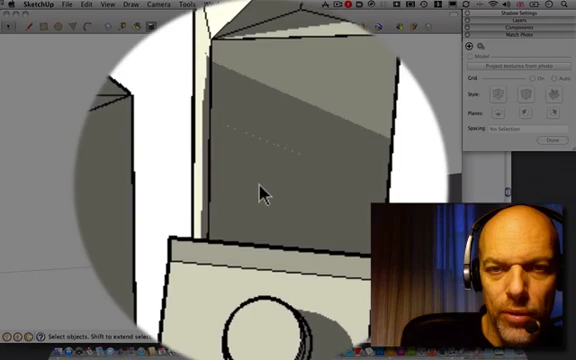 SketchUp File Edit View Draw Camera
Shadow Settings
Layers
Components
Match Photo
Model
Project textures from photo
Grid: On Auto
Style:
Planes:
Spacing: No Selection
Done
Select objects. Shift to extend select